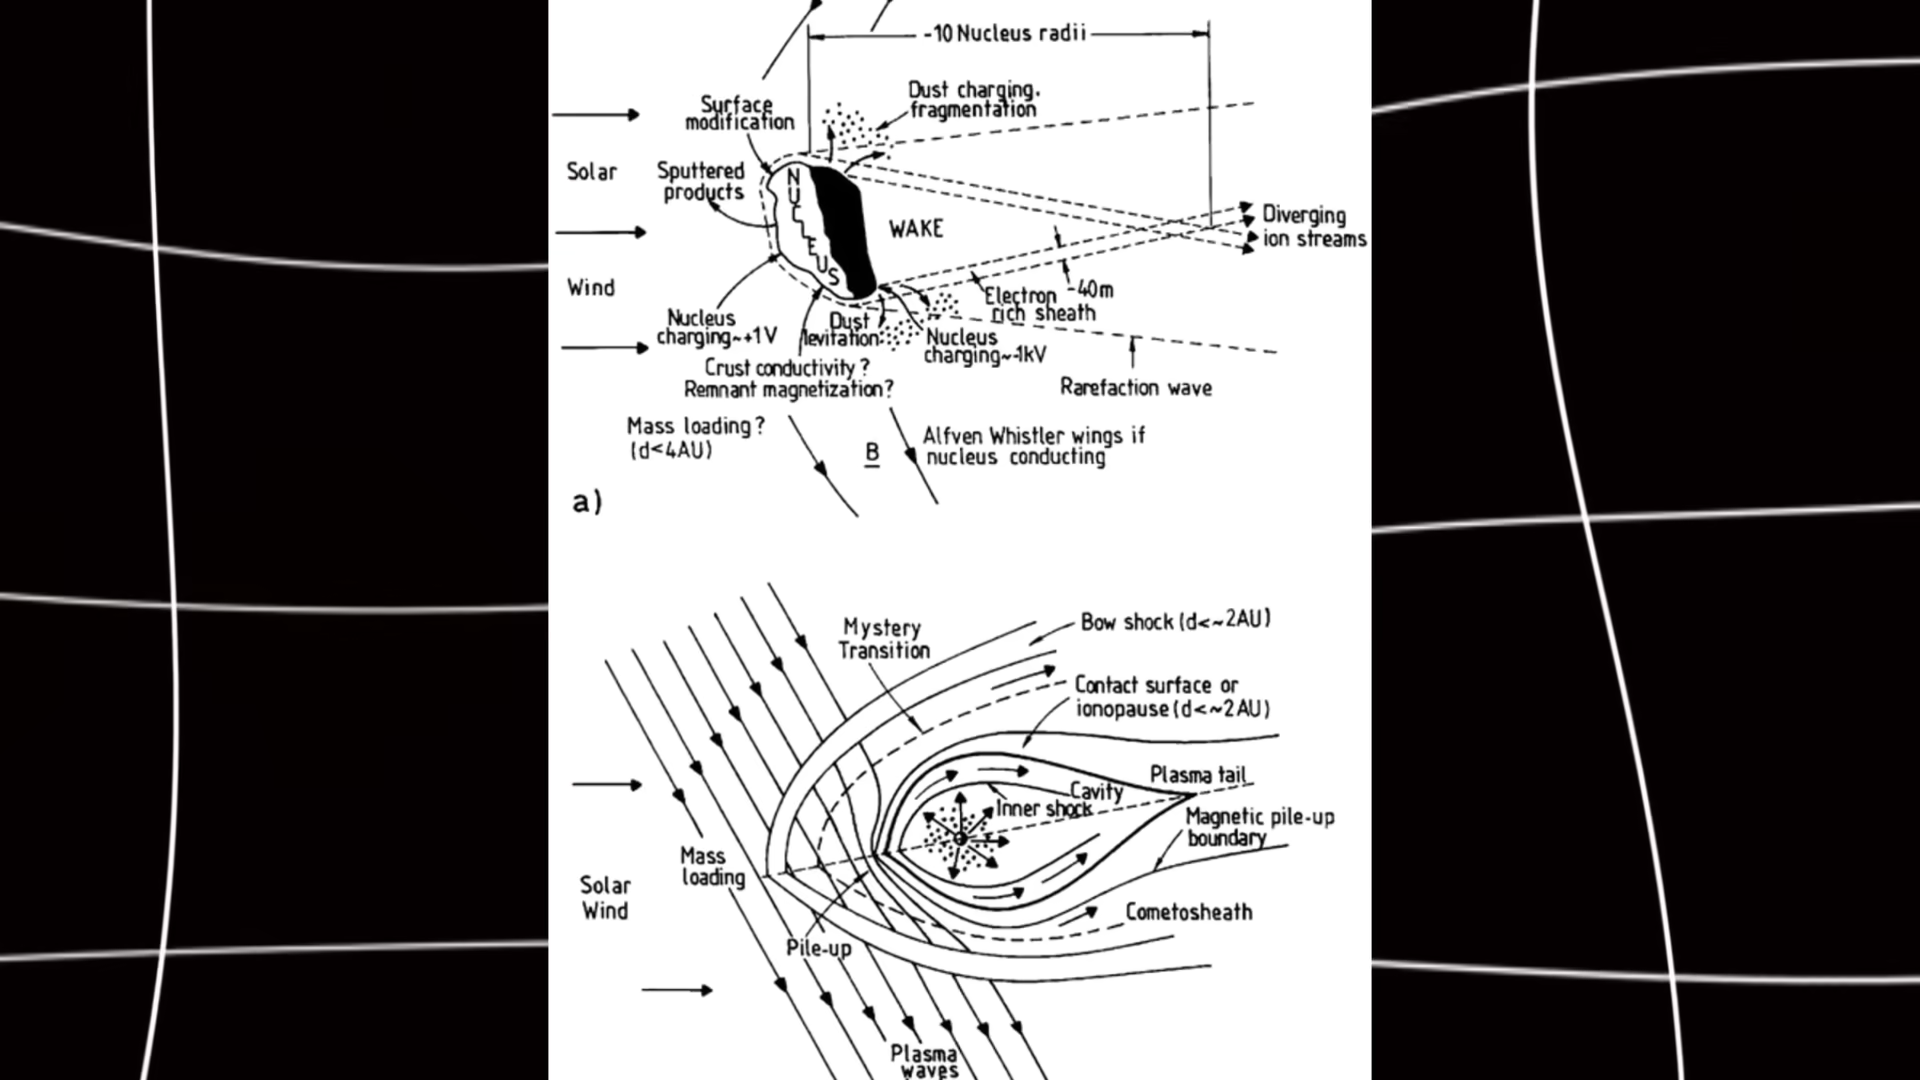 -10 Nucleus radii
Dust charging,
fragmentation
Surface
modification
Solar
Sputtered
products
NUCLEUS
WAKE
Diverging
ion streams
Wind
-40m
Electron
rich sheath
Nucleus
charging~+1V
Dust
levitation
Nucleus
charging~-1kV
Crust conductivity?
Remnant magnetization?
Rarefaction wave
Mass loading?
(d<4AU)
B
Alfven Whistler wings if
nucleus conducting
a)
Mystery
Transition
Bow shock (d<~2AU)
Contact surface or
ionopause (d<~2AU)
Plasma tail
Cavity
Inner shock
Magnetic pile-up
boundary
Mass
loading
Solar
Wind
Cometosheath
Pile-up
Plasma
waves